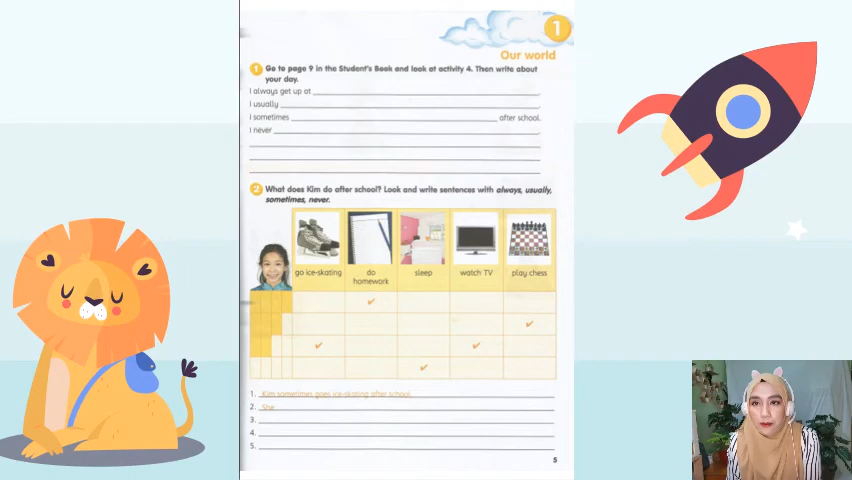 1
Our world
1 Go to page 9 in the Student's Book and look at activity 4. Then write about
your day.
I always get up at
I usually
I sometimes after school.
I never
2 What does Kim do after school? Look and write sentences with always, usually,
sometimes, never.
go ice-skating do homework sleep watch TV play chess
1. Kim sometimes goes ice-skating after school.
2. She
3.
4.
5.
5